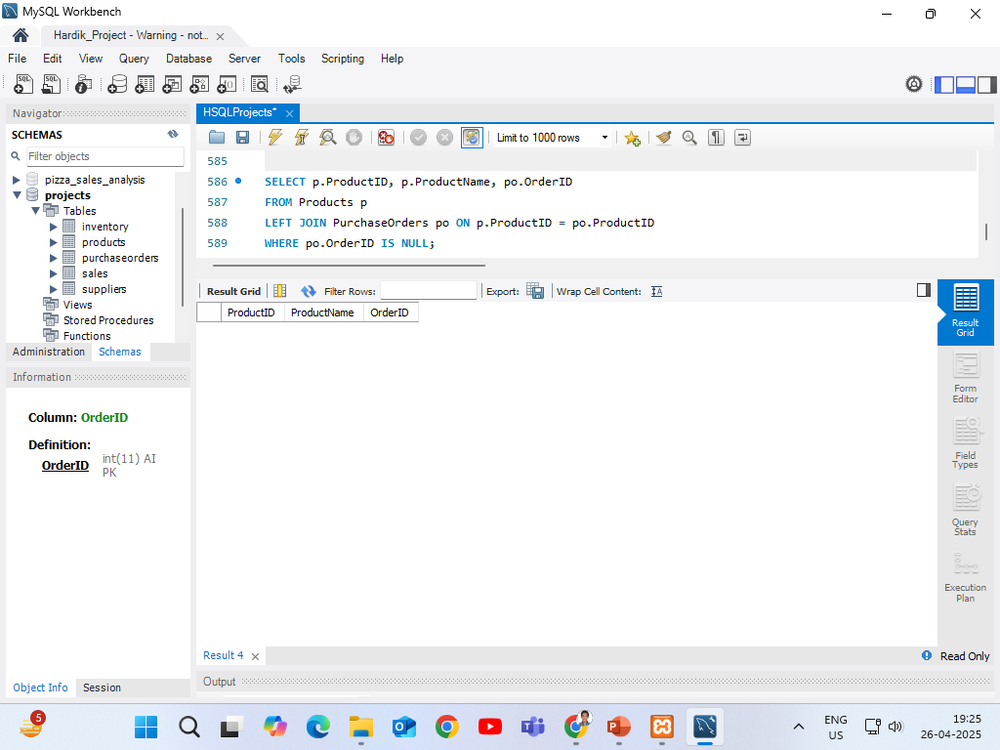 MySQL Workbench
Hardik_Project - Warning - not...
File Edit View Query Database Server Tools Scripting Help
Navigator
SCHEMAS
Filter objects
pizza_sales_analysis
projects
Tables
inventory
products
purchaseorders
sales
suppliers
Views
Stored Procedures
Functions
Administration Schemas
Information
Column: OrderID
Definition:
OrderID int(11) AI
PK
Object Info Session
HSQLProjects*
Limit to 1000 rows
585
586 SELECT p.ProductID, p.ProductName, po.OrderID
587 FROM Products p
588 LEFT JOIN PurchaseOrders po ON p.ProductID = po.ProductID
589 WHERE po.OrderID IS NULL;
Result Grid Filter Rows: Export: Wrap Cell Content: IA
ProductID ProductName OrderID
Result
Grid
Form
Editor
Field
Types
Query
Stats
Execution
Plan
Result 4
Read Only
Output
5
ENG
US
19:25
26-04-2025